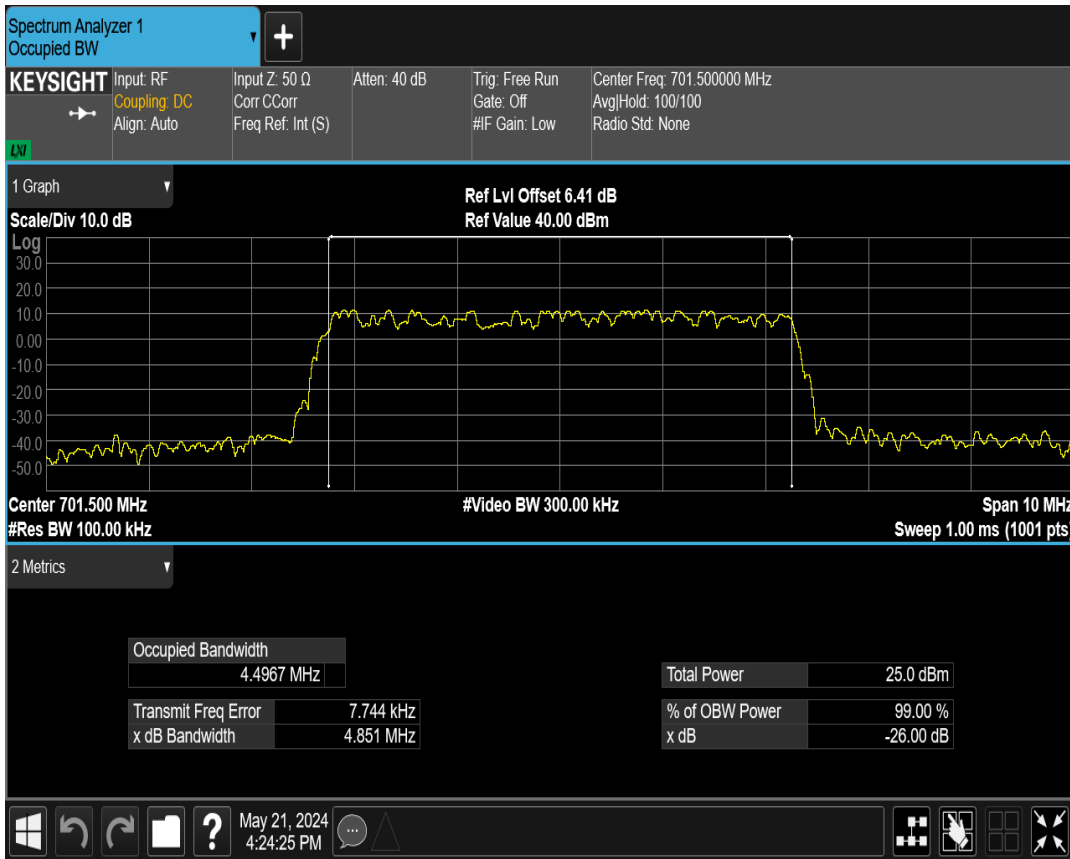 Spectrum Analyzer 1
Occupied BW
KEYSIGHT
LXI
Input: RF
Coupling: DC
Align: Auto
Input Z: 50 Ω
Corr CCorr
Freq Ref: Int (S)
Atten: 40 dB
Trig: Free Run
Gate: Off
#IF Gain: Low
Center Freq: 701.500000 MHz
Avg|Hold: 100/100
Radio Std: None
1 Graph
Scale/Div 10.0 dB
Ref Lvl Offset 6.41 dB
Ref Value 40.00 dBm
Log
30.0
20.0
10.0
0.00
-10.0
-20.0
-30.0
-40.0
-50.0
Center 701.500 MHz
#Video BW 300.00 kHz
Span 10 MHz
#Res BW 100.00 kHz
Sweep 1.00 ms (1001 pts)
2 Metrics
Occupied Bandwidth
4.4967 MHz
Total Power 25.0 dBm
Transmit Freq Error 7.744 kHz
% of OBW Power 99.00 %
x dB Bandwidth 4.851 MHz
x dB -26.00 dB
?
May 21, 2024
4:24:25 PM